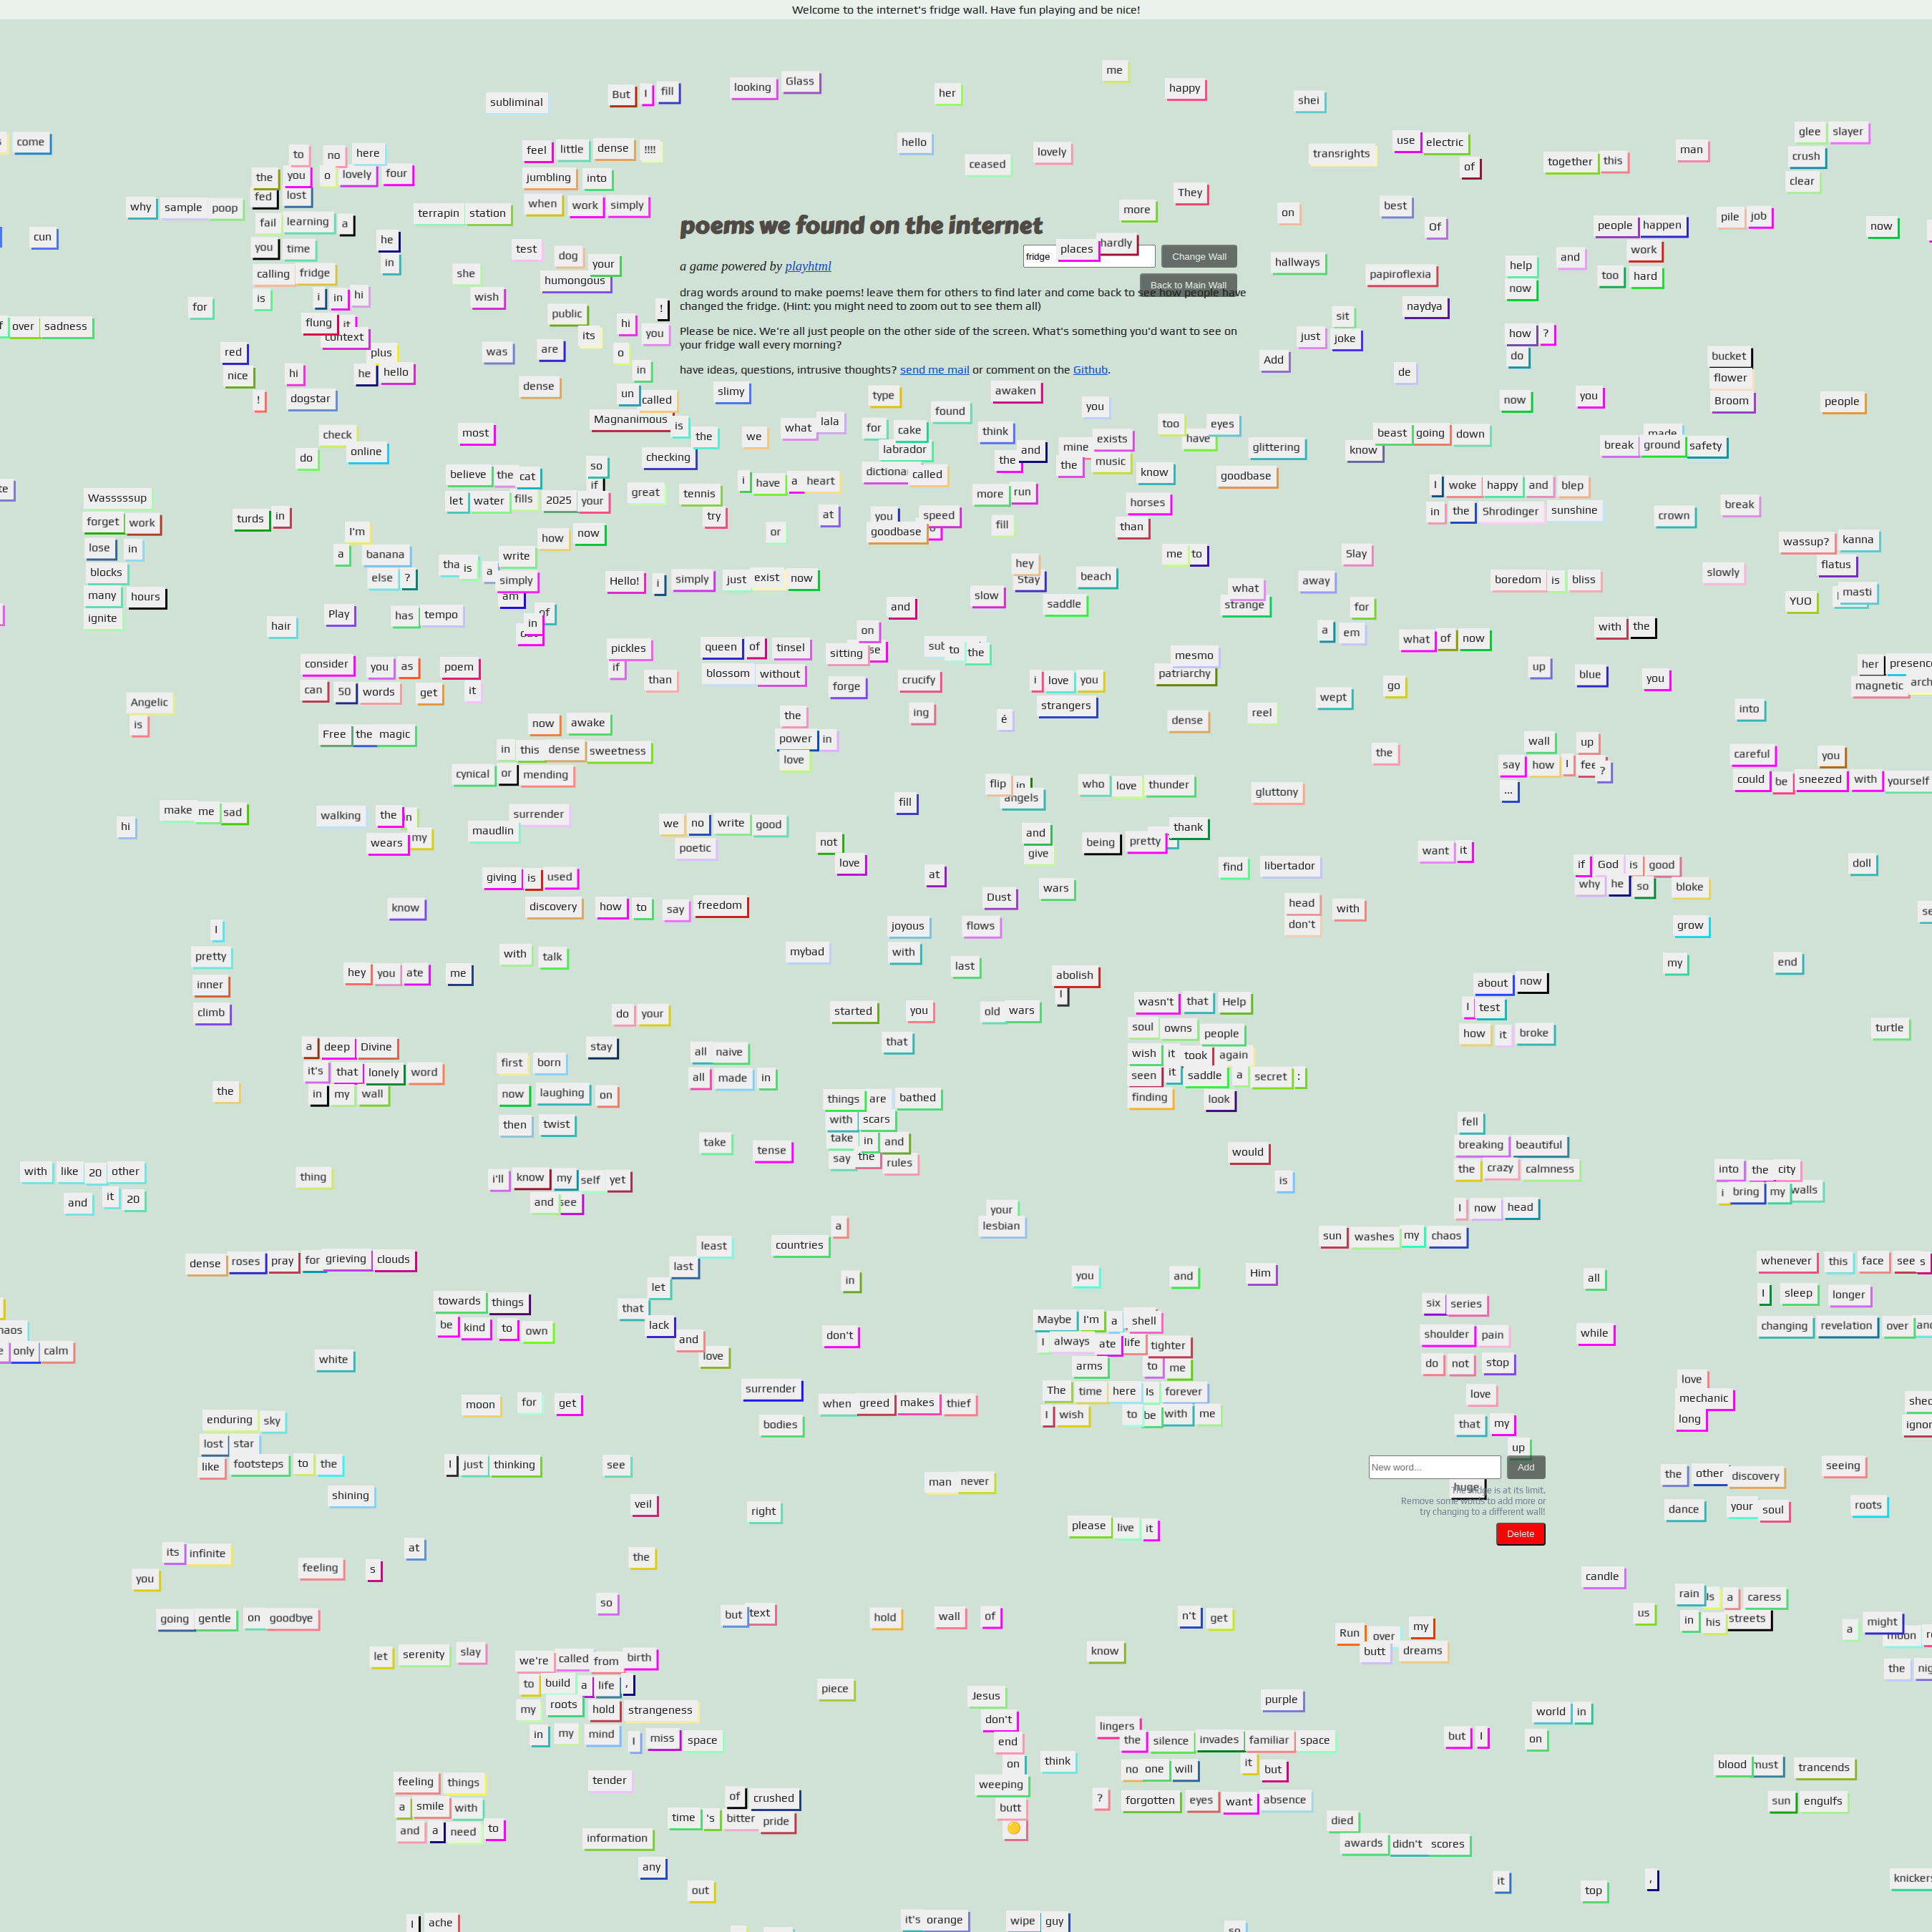 Welcome to the internet's fridge wall. Have fun playing and be nice!
me
subliminal But I fill looking Glass her happy shei
come to no here feel little dense !!!! hello ceased lovely transrights use electric of together this man glee slayer
crush
clear
the you o lovely four jumbling into
fed lost when work simply They
why sample poop fail learning a terrapin station more on best Of people happen pile job now
cun you time he in test dog your
calling fridge she humongous
is i in hi wish public !
for flung it context its hi you
over sadness
poems we found on the internet
fridge places hardly Change Wall
a game powered by playhtml
Back to Main Wall
drag words around to make poems! leave them for others to find later and come back to see how people have
changed the fridge. (Hint: you might need to zoom out to see them all)
Please be nice. We're all just people on the other side of the screen. What's something you'd want to see on
your fridge wall every morning?
have ideas, questions, intrusive thoughts? send me mail or comment on the Github.
hallways papiroflexia help now and work too hard
naydya sit just joke how ?
do
Add de now you bucket
flower
Broom people
red plus was are o in
nice hi he hello dense un called slimy type awaken you
! dogstar Magnanimous is the we what lala found
check do online most checking for cake labrador think and the mine exists too have eyes glittering know beast going down made
break ground safety
believe the cat so if i have a heart dictiona called the music know goodbase
let water fills 2025 your great tennis more run horses I woke happy and blep
in the Shrodinger sunshine crown break
Wasssssup
forget work
lose in
blocks
many hours
ignite
turds in I'm
a banana
else ?
how now try or at you speed goodbase fill than
tha is a write simply am of in
Hello! i simply just exist now hey Stay beach me to Slay wassup? kanna
flatus
slow saddle what strange away for boredom is bliss slowly YUO masti
hair Play has tempo and on a em what of now with the
pickles if queen of tinsel sitting se sut to the mesmo patriarchy
consider you as poem
can 50 words get it
than blossom without forge crucify i love you
strangers wept go up blue you her presence
magnetic arch
Angelic
is
Free the magic now awake the
power in
love ing é dense reel the into
in this dense sweetness
cynical or mending
wall up
say how I fee ?
...
careful you
could be sneezed with yourself
flip in angels who love thunder gluttony
hi make me sad walking the in
wears my
surrender
maudlin
we no write good
poetic
fill not love and give being pretty thank
want it
giving is used at Dust wars find libertador if God is good
why he so bloke doll
know discovery how to say freedom joyous flows head don't with grow
I
pretty
inner
climb
hey you ate me with talk mybad with last my end
abolish
I
about now
I test
how it broke
do your started you old wars wasn't that Help
soul owns people
wish it took again
seen it saddle a secret :
finding look
turtle
a deep Divine
it's that lonely word
in my wall
the
first born stay all naive
all made in that
now laughing on
then twist
things are bathed
with scars
take in and
say the rules
take tense fell
breaking beautiful
the crazy calmness
I now head
with like 20 other
and it 20
thing i'll know my self yet
and see
would is into the city
i bring my walls
your
lesbian
a countries least last let that lack and love
sun washes my chaos
dense roses pray for grieving clouds
in you and Him all whenever this face see s
I sleep longer
changing revelation over and
towards things
be kind to own
six series
shoulder pain while
do not stop
love
that my
up
only calm
white don't Maybe I'm a shell
I always ate life tighter
arms to me
The time here Is forever
I wish to be with me
love
mechanic
long
moon for get surrender bodies when greed makes thief
enduring sky
lost star
like footsteps to the
shining
I just thinking see man never
New word... Add
huge
The fridge is at its limit.
Remove some words to add more or
try changing to a different wall!
Delete
the other discovery seeing
dance your soul roots
veil right please live it
its infinite feeling s at the
you candle
going gentle on goodbye so but text hold wall of n't get us rain Is a caress
in his streets
Run over my
butt dreams
a might moon
let serenity slay we're called from birth
to build a life ,
my roots hold strangeness
in my mind I miss space
know
piece Jesus
don't
end
on
weeping
butt
purple
think lingers
the silence invades familiar space
no one will it but
? forgotten eyes want absence
but I on world in
blood must trancends
sun engulfs
feeling things
a smile with
and a need to
tender of crushed
time 's bitter pride
information died
awards didn't scores
any out it top ,
I ache it's orange wipe guy so